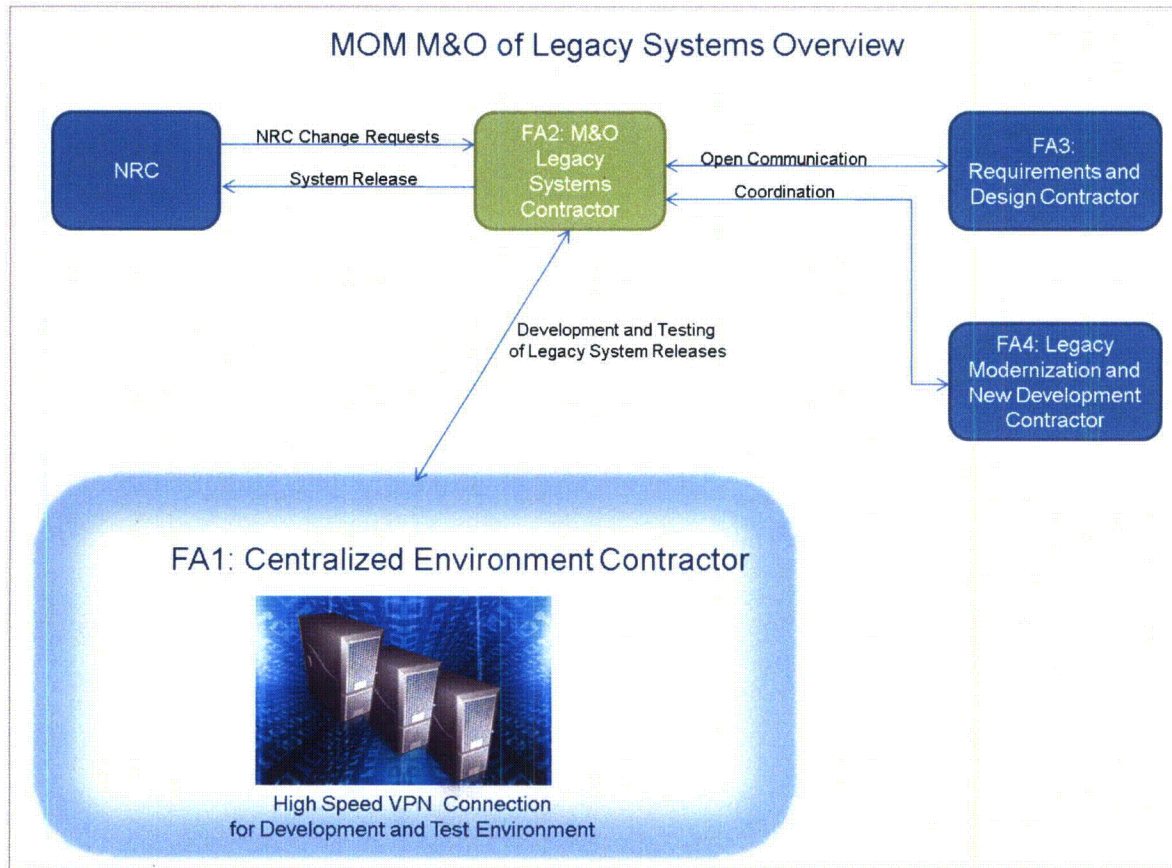 MOM M&O of Legacy Systems Overview
NRC
NRC Change Requests
System Release
FA2: M&O
Legacy
Systems
Contractor
Open Communication
Coordination
FA3:
Requirements and
Design Contractor
Development and Testing
of Legacy System Releases
FA4: Legacy
Modernization and
New Development
Contractor
FA1: Centralized Environment Contractor
High Speed VPN Connection
for Development and Test Environment